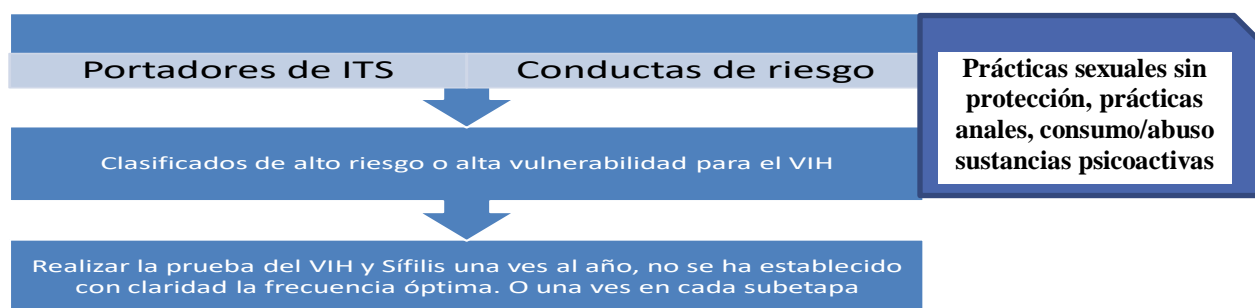 Portadores de ITS
Conductas de riesgo
Prácticas sexuales sin
protección, prácticas
anales, consumo/abuso
sustancias psicoactivas
Clasificados de alto riesgo o alta vulnerabilidad para el VIH
Realizar la prueba del VIH y Sífilis una ves al año, no se ha establecido
con claridad la frecuencia óptima. O una ves en cada subetapa